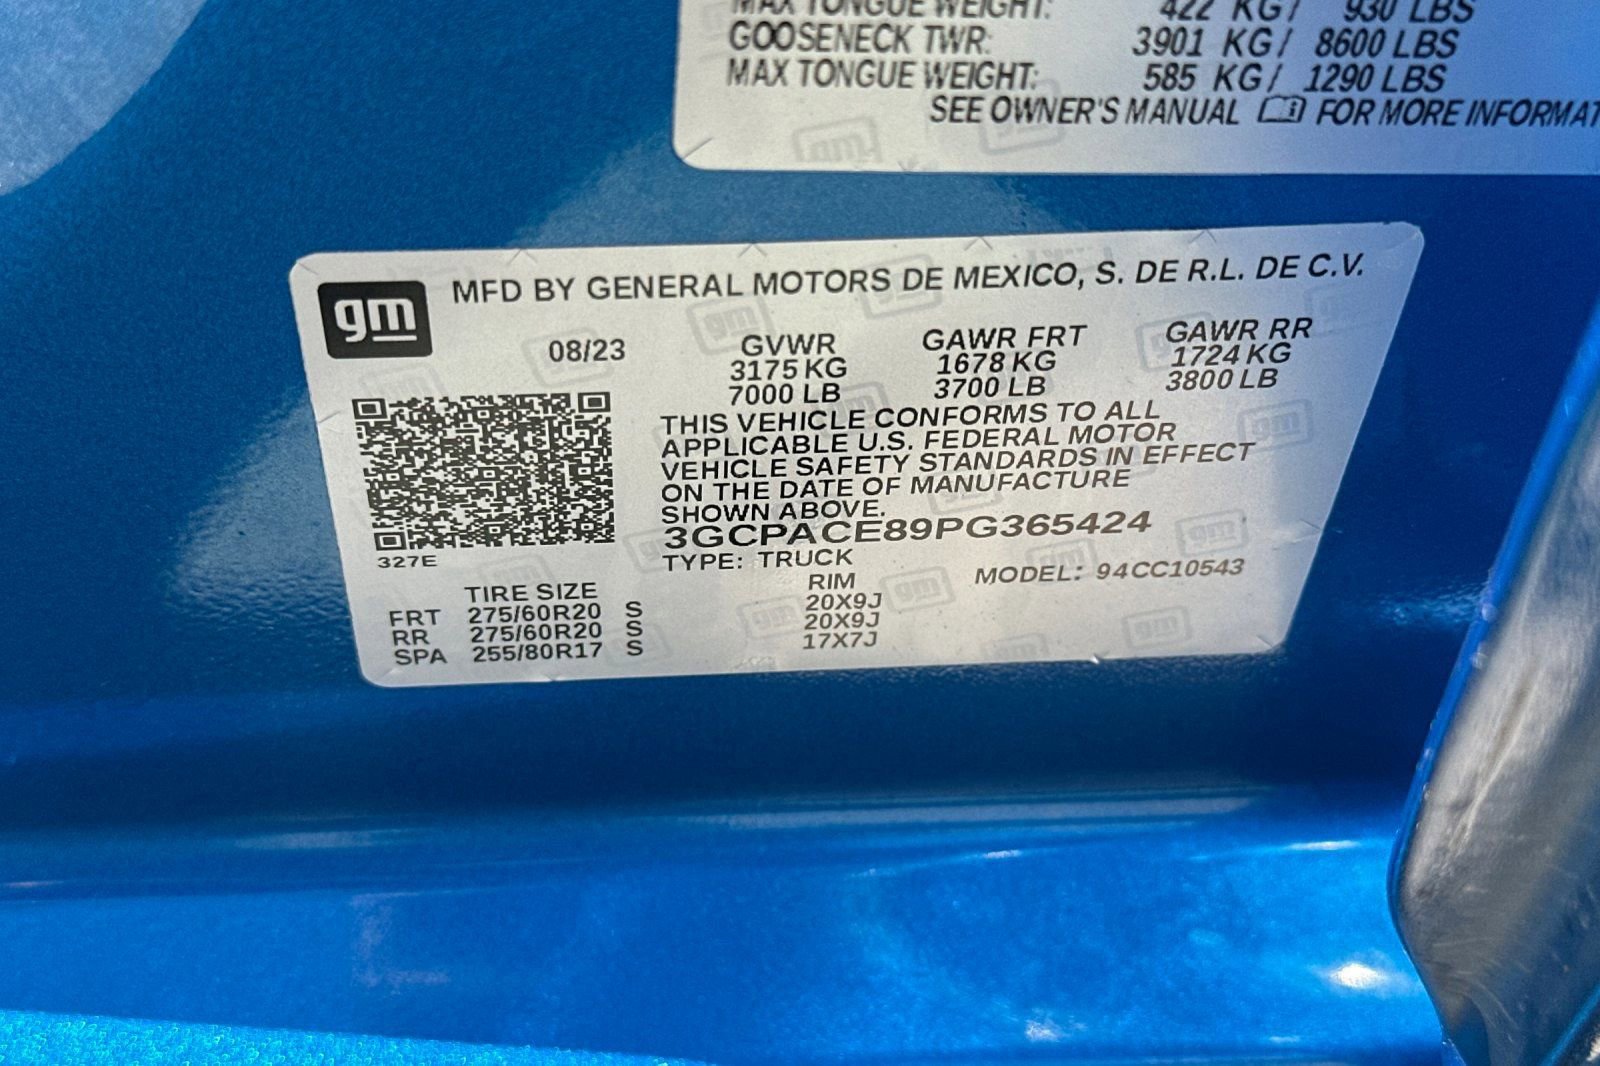 MAX TONGUE WEIGHT: 422 KG / 930 LBS
GOOSENECK TWR: 3901 KG / 8600 LBS
MAX TONGUE WEIGHT: 585 KG / 1290 LBS
SEE OWNER'S MANUAL FOR MORE INFORMAT
gm
MFD BY GENERAL MOTORS DE MEXICO, S. DE R.L. DE C.V.
08/23 GVWR GAWR FRT GAWR RR
3175 KG 1678 KG 1724 KG
7000 LB 3700 LB 3800 LB
THIS VEHICLE CONFORMS TO ALL
APPLICABLE U.S. FEDERAL MOTOR
VEHICLE SAFETY STANDARDS IN EFFECT
ON THE DATE OF MANUFACTURE
SHOWN ABOVE.
3GCPACE89PG365424
327E
TYPE: TRUCK MODEL: 94CC10543
TIRE SIZE RIM
FRT 275/60R20 S 20X9J
RR 275/60R20 S 20X9J
SPA 255/80R17 S 17X7J